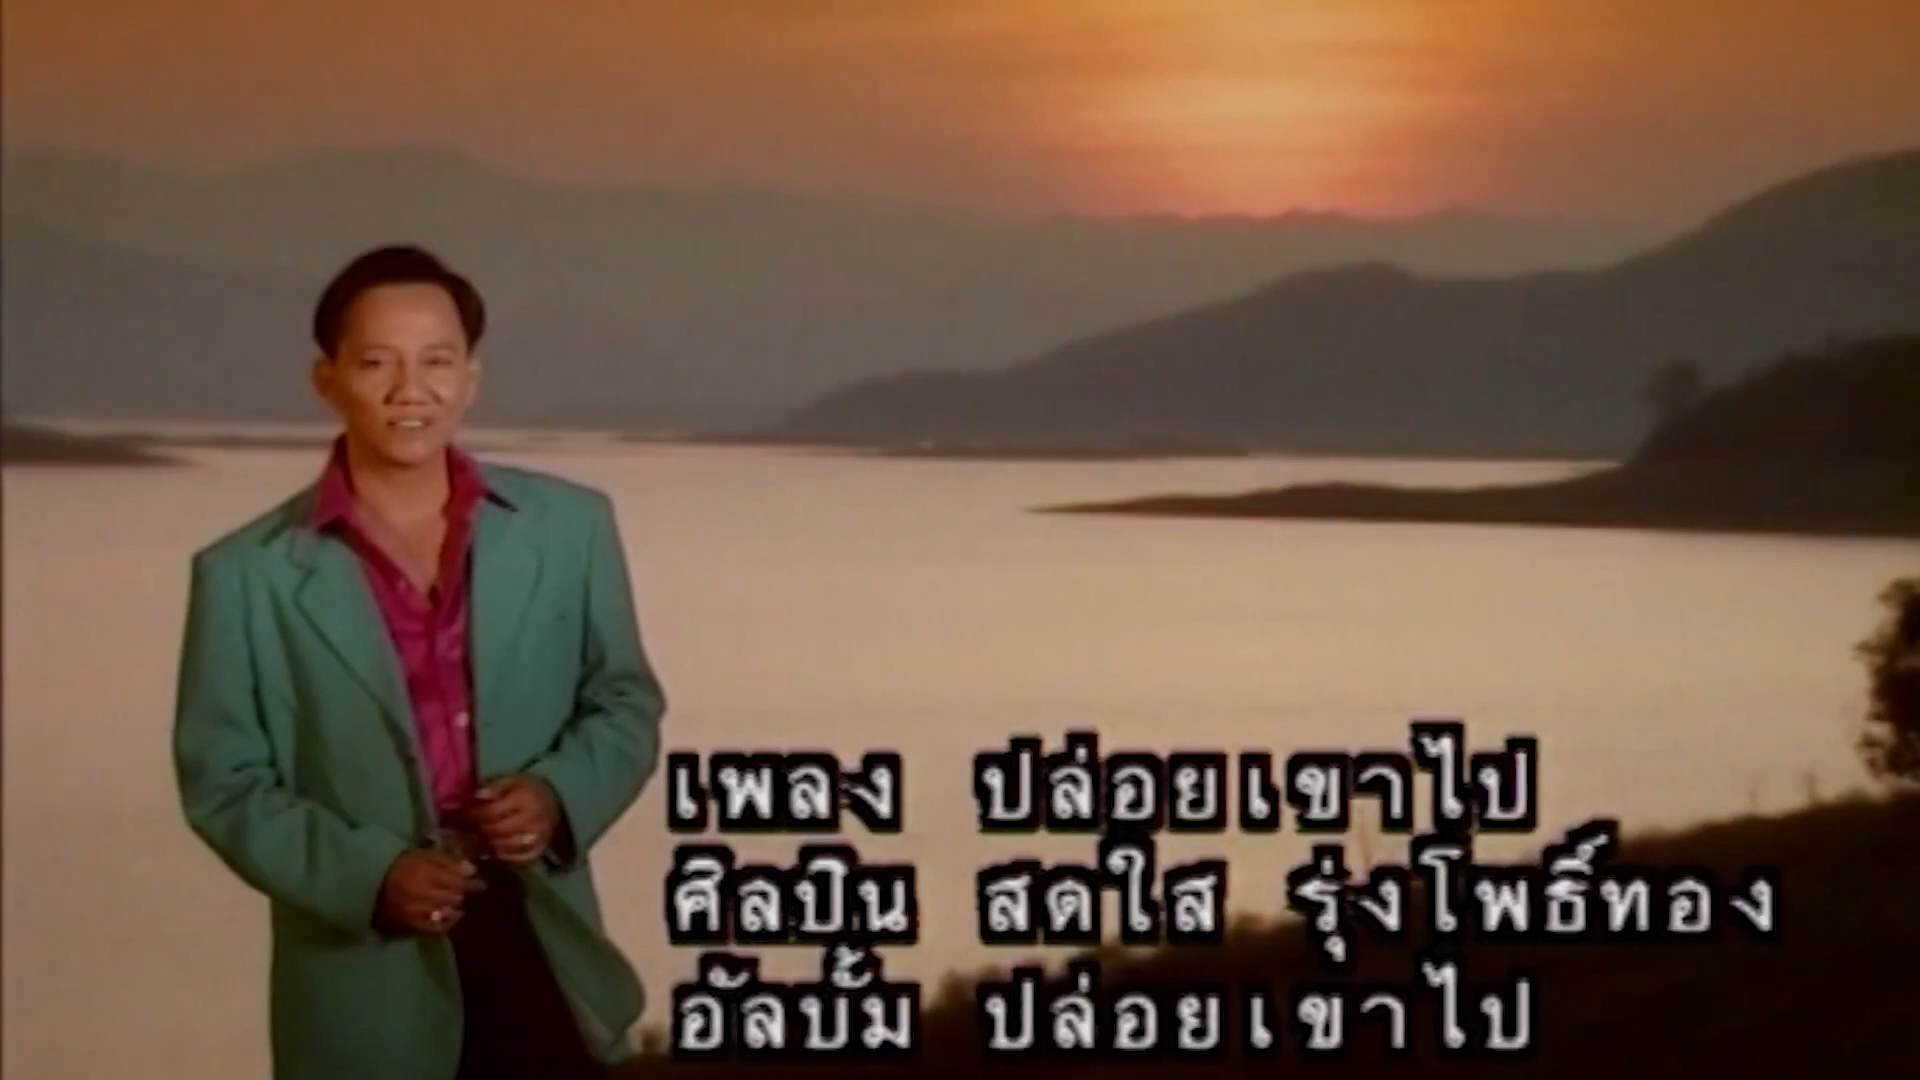 เพลง ปล่อยเขาไป
ศิลปิน สดใส รุ่งโพธิ์ทอง
อัลบั้ม ปล่อยเขาไป